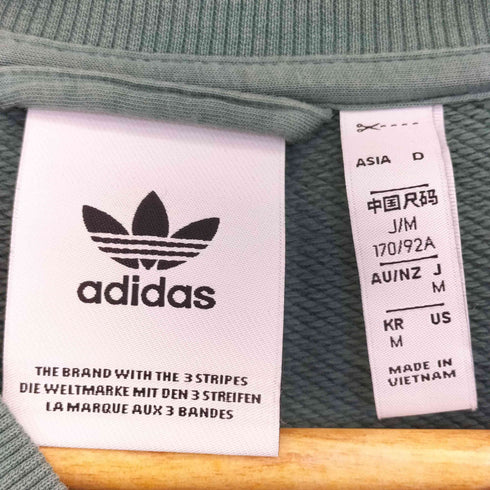 adidas
THE BRAND WITH THE 3 STRIPES
DIE WELTMARKE MIT DEN 3 STREIFEN
LA MARQUE AUX 3 BANDES
ASIA D
中国尺码
J/M
170/92A
AU/NZ J
M
KR US
M
MADE IN
VIETNAM